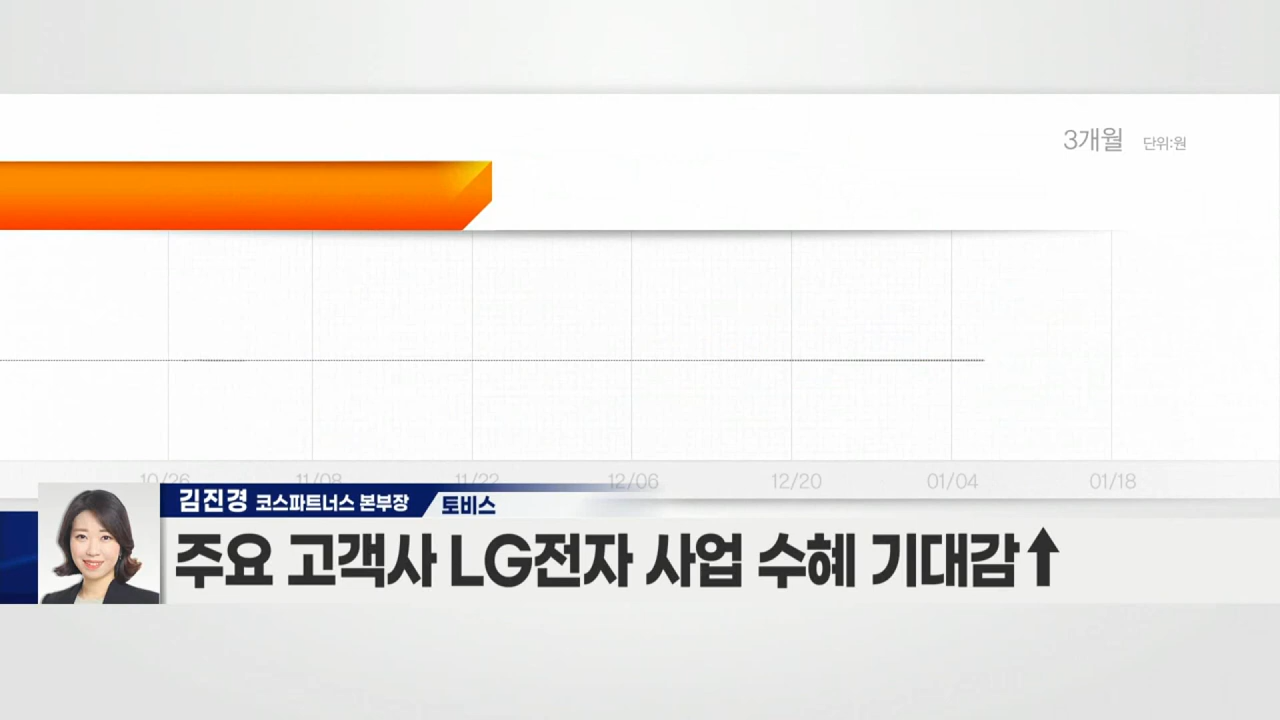 3개월 단위:원
10/26 11/08 11/22 12/06 12/20 01/04 01/18
김진경 코스파트너스 본부장 토비스
주요 고객사 LG전자 사업 수혜 기대감↑